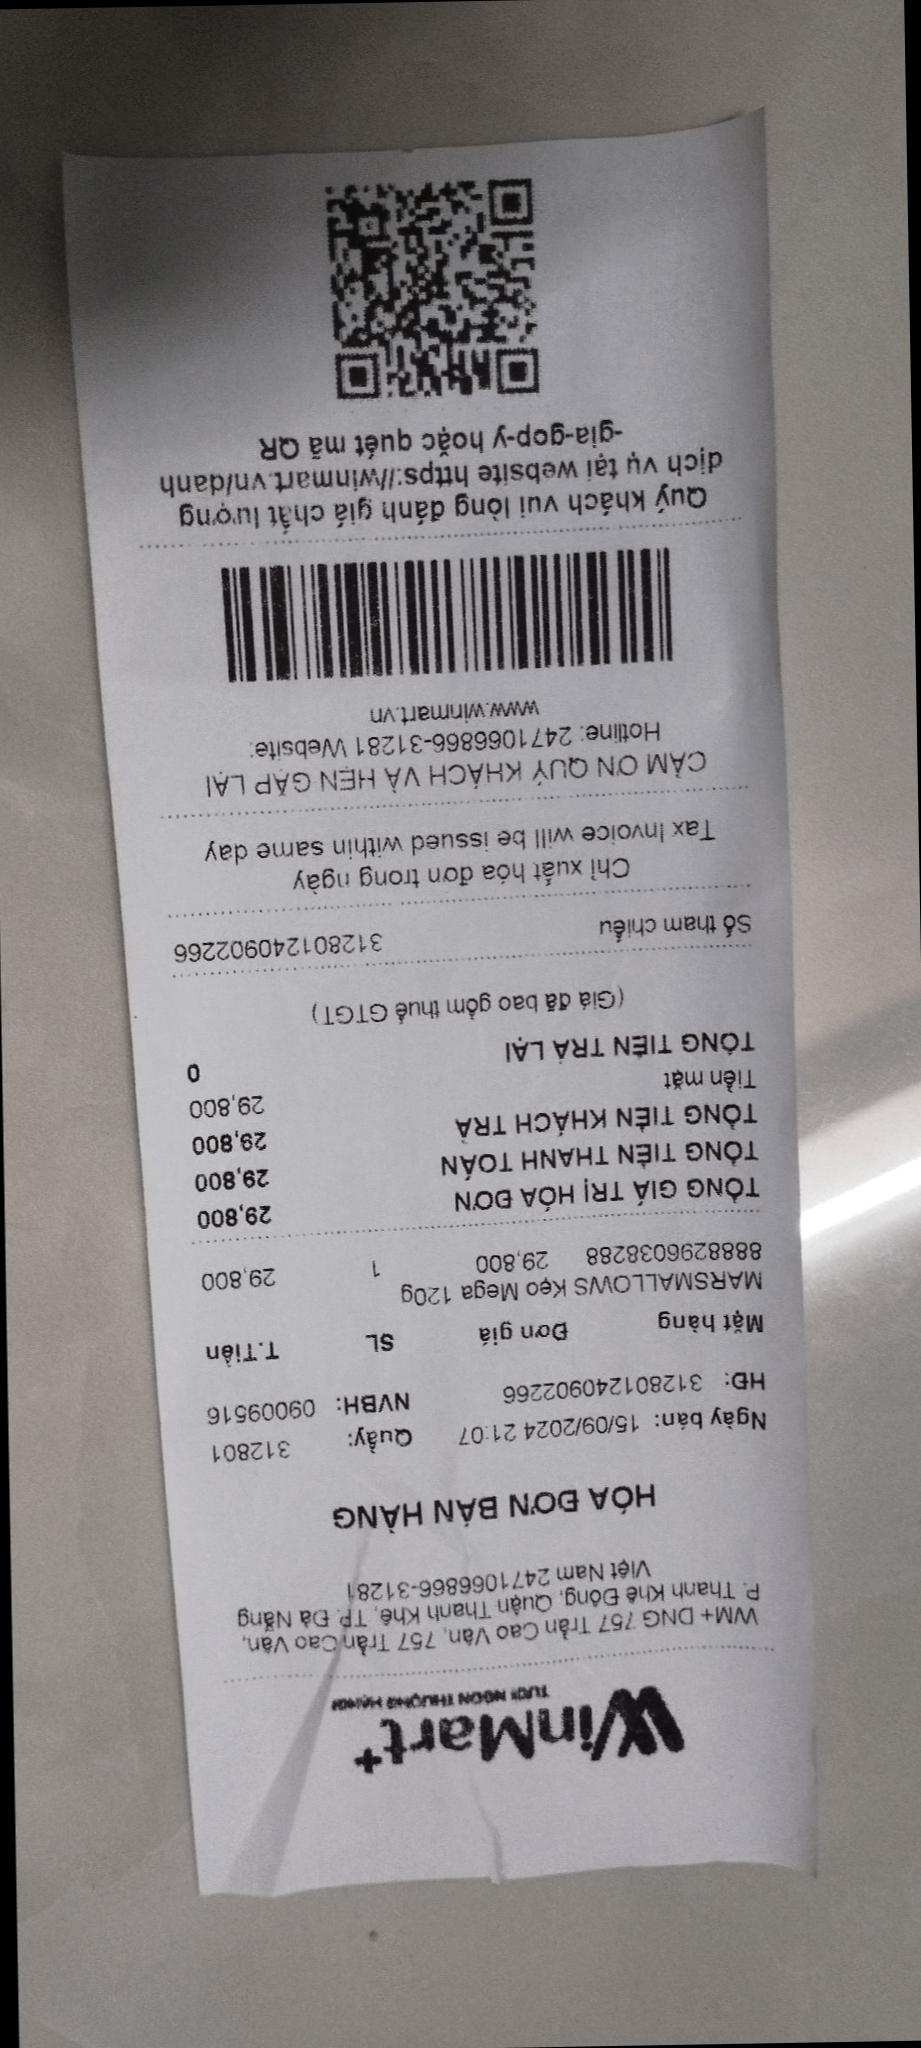 WinMart+
TƯƠI NGON THƯỢNG HẠNG!
WM+ DNG 757 Trần Cao Vân, 757 Trần Cao Vân,
P. Thanh Khê Đông, Quận Thanh Khê, TP. Đà Nẵng
Việt Nam 2471066866-31281
HÓA ĐƠN BÁN HÀNG
Ngày bán: 15/09/2024 21:07 Quầy: 312801
HĐ: 312801240902266 NVBH: 09009516
Mặt hàng Đơn giá SL T.Tiền
MARSMALLOWS Kẹo Mega 120g
8888296038288 29,800 1 29,800
TỔNG GIÁ TRỊ HÓA ĐƠN 29,800
TỔNG TIỀN THANH TOÁN 29,800
TỔNG TIỀN KHÁCH TRẢ 29,800
Tiền mặt 29,800
TỔNG TIỀN TRẢ LẠI 0
(Giá đã bao gồm thuế GTGT)
Số tham chiếu 312801240902266
Chỉ xuất hóa đơn trong ngày
Tax Invoice will be issued within same day
CẢM ƠN QUÝ KHÁCH VÀ HẸN GẶP LẠI
Hotline: 2471066866-31281 Website:
www.winmart.vn
Quý khách vui lòng đánh giá chất lượng
dịch vụ tại website https://winmart.vn/danh
-gia-gop-y hoặc quét mã QR